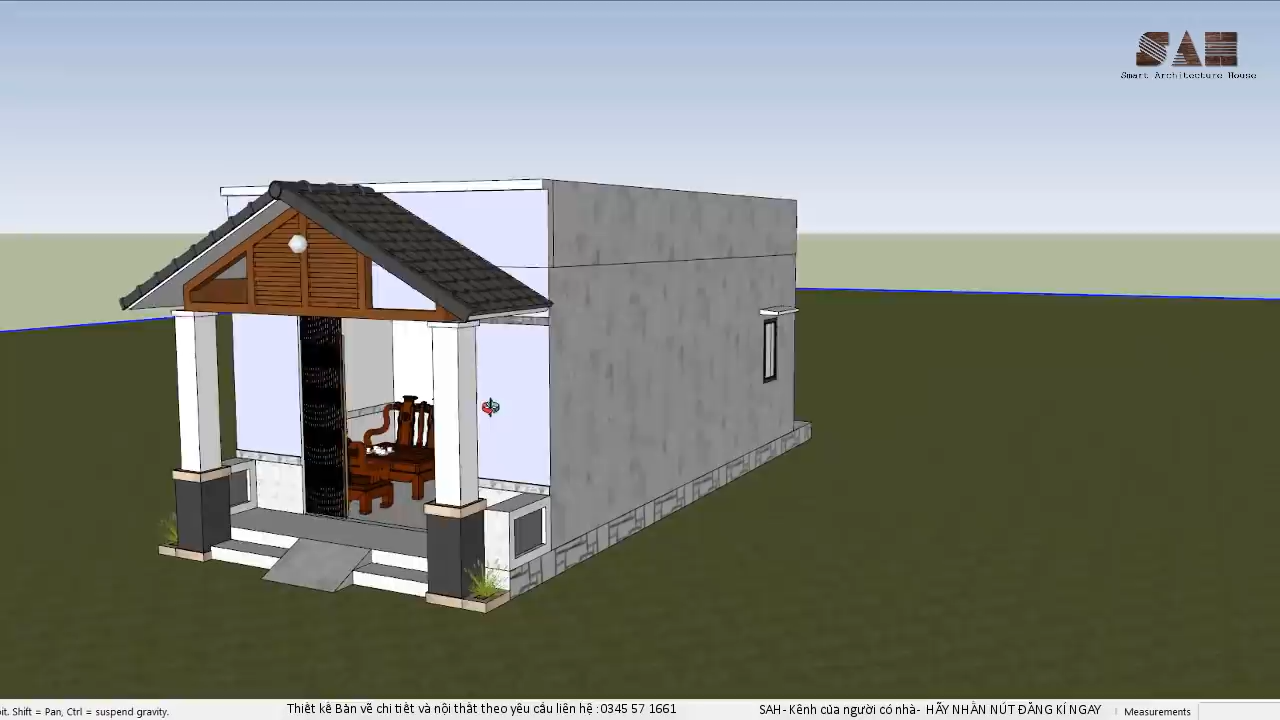 SAH
Smart Architecture House
bit. Shift = Pan, Ctrl = suspend gravity.
Thiết kế Bản vẽ chi tiết và nội thất theo yêu cầu liên hệ :0345 57 1661
SAH- Kênh của người có nhà- HÃY NHẤN NÚT ĐĂNG KÍ NGAY
Measurements